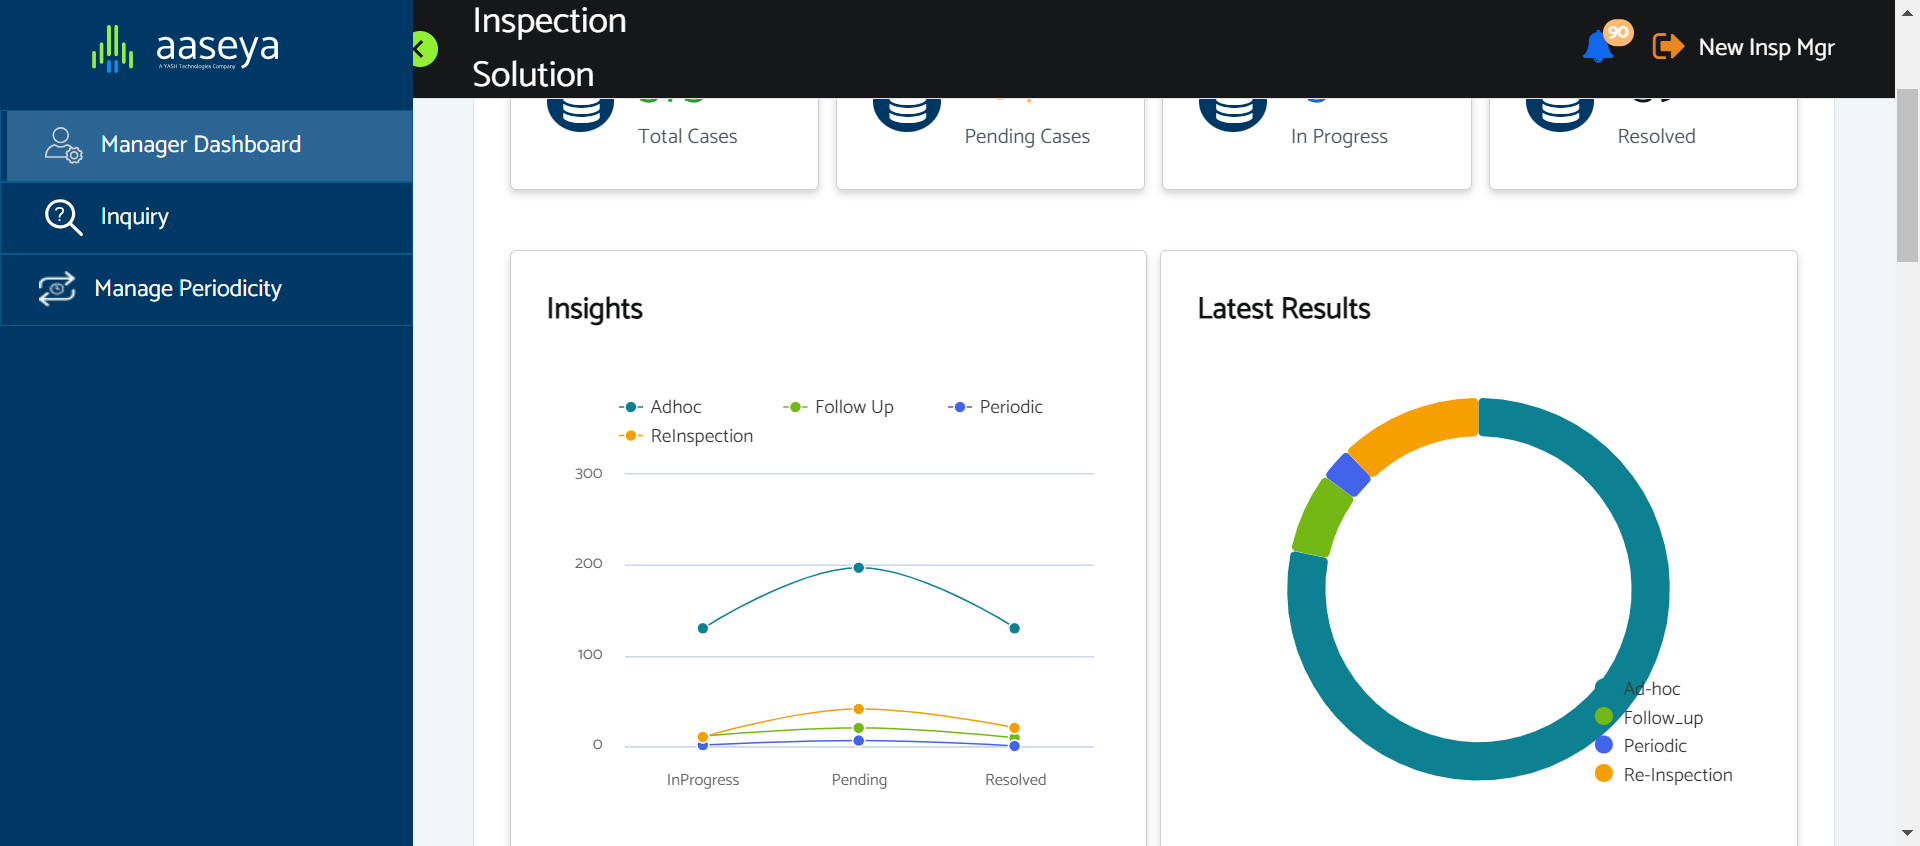 aaseya
A YASH Technologies Company
Inspection
Solution
90
New Insp Mgr
Manager Dashboard
Inquiry
Manage Periodicity
Total Cases
Pending Cases
In Progress
Resolved
Insights
Adhoc
Follow Up
Periodic
ReInspection
300
200
100
0
InProgress
Pending
Resolved
Latest Results
Ad-hoc
Follow_up
Periodic
Re-Inspection